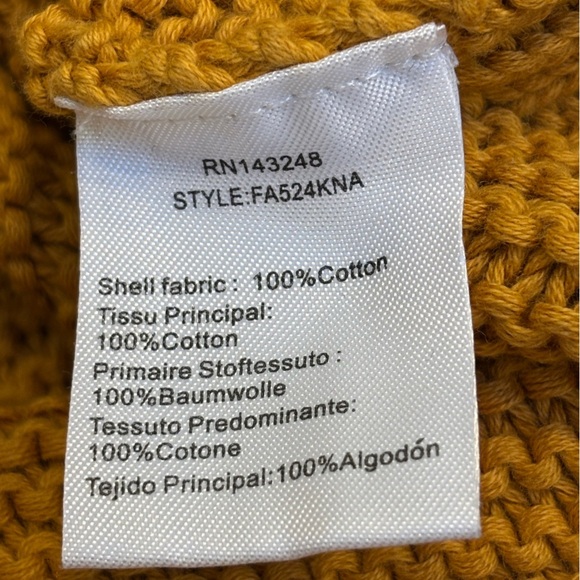 RN143248
STYLE:FA524KNA
Shell fabric : 100%Cotton
Tissu Principal:
100%Cotton
Primaire Stoftessuto :
100%Baumwolle
Tessuto Predominante:
100%Cotone
Tejido Principal:100%Algodón